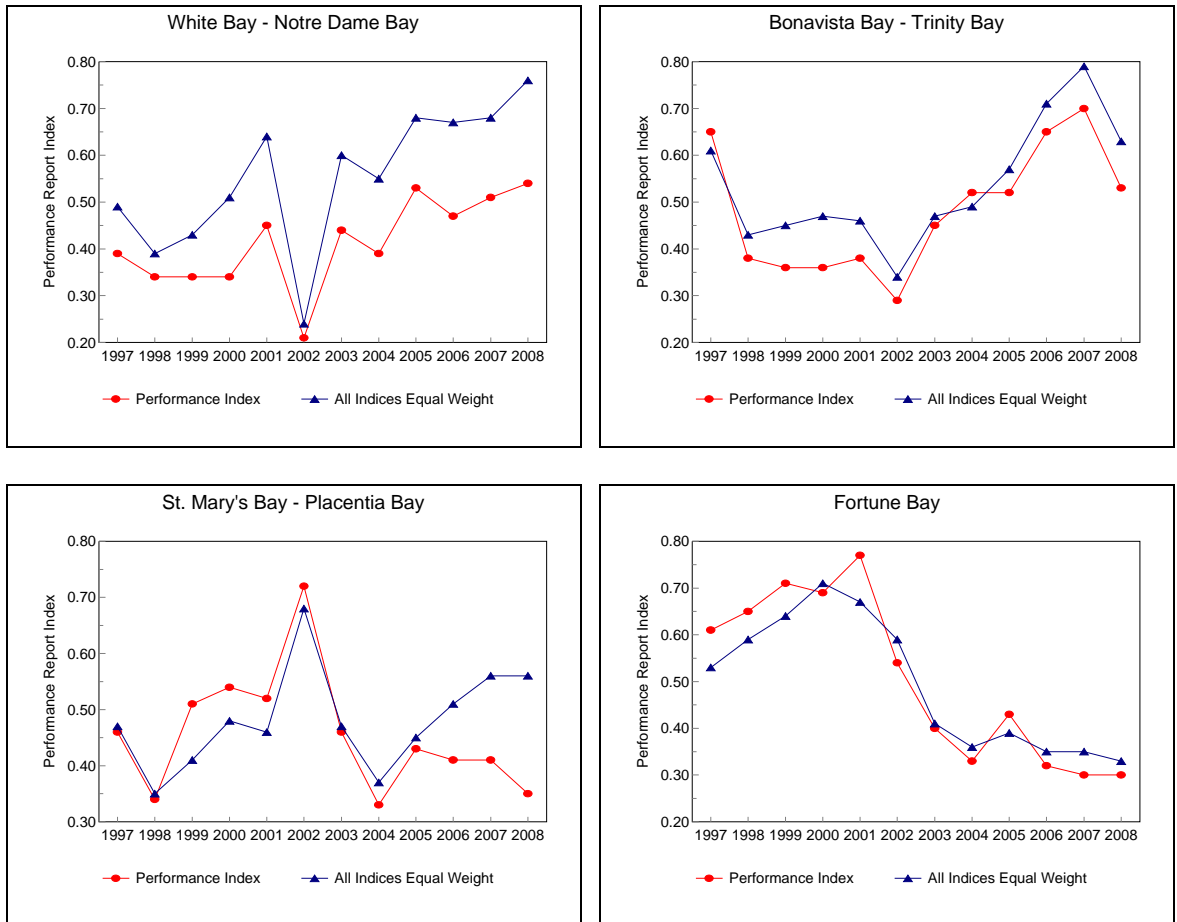 White Bay - Notre Dame Bay
Performance Report Index
0.80
0.70
0.60
0.50
0.40
0.30
0.20
1997 1998 1999 2000 2001 2002 2003 2004 2005 2006 2007 2008
Performance Index All Indices Equal Weight
Bonavista Bay - Trinity Bay
Performance Report Index
0.80
0.70
0.60
0.50
0.40
0.30
0.20
1997 1998 1999 2000 2001 2002 2003 2004 2005 2006 2007 2008
Performance Index All Indices Equal Weight
St. Mary's Bay - Placentia Bay
Performance Report Index
0.80
0.70
0.60
0.50
0.40
0.30
1997 1998 1999 2000 2001 2002 2003 2004 2005 2006 2007 2008
Performance Index All Indices Equal Weight
Fortune Bay
Performance Report Index
0.80
0.70
0.60
0.50
0.40
0.30
0.20
1997 1998 1999 2000 2001 2002 2003 2004 2005 2006 2007 2008
Performance Index All Indices Equal Weight